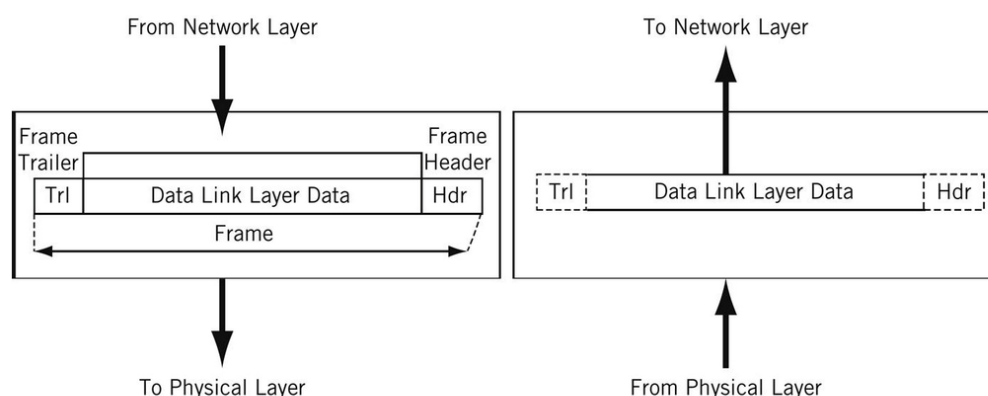 From Network Layer
To Network Layer
Frame
Trailer
Frame
Header
Trl
Data Link Layer Data
Hdr
Frame
Trl
Data Link Layer Data
Hdr
To Physical Layer
From Physical Layer